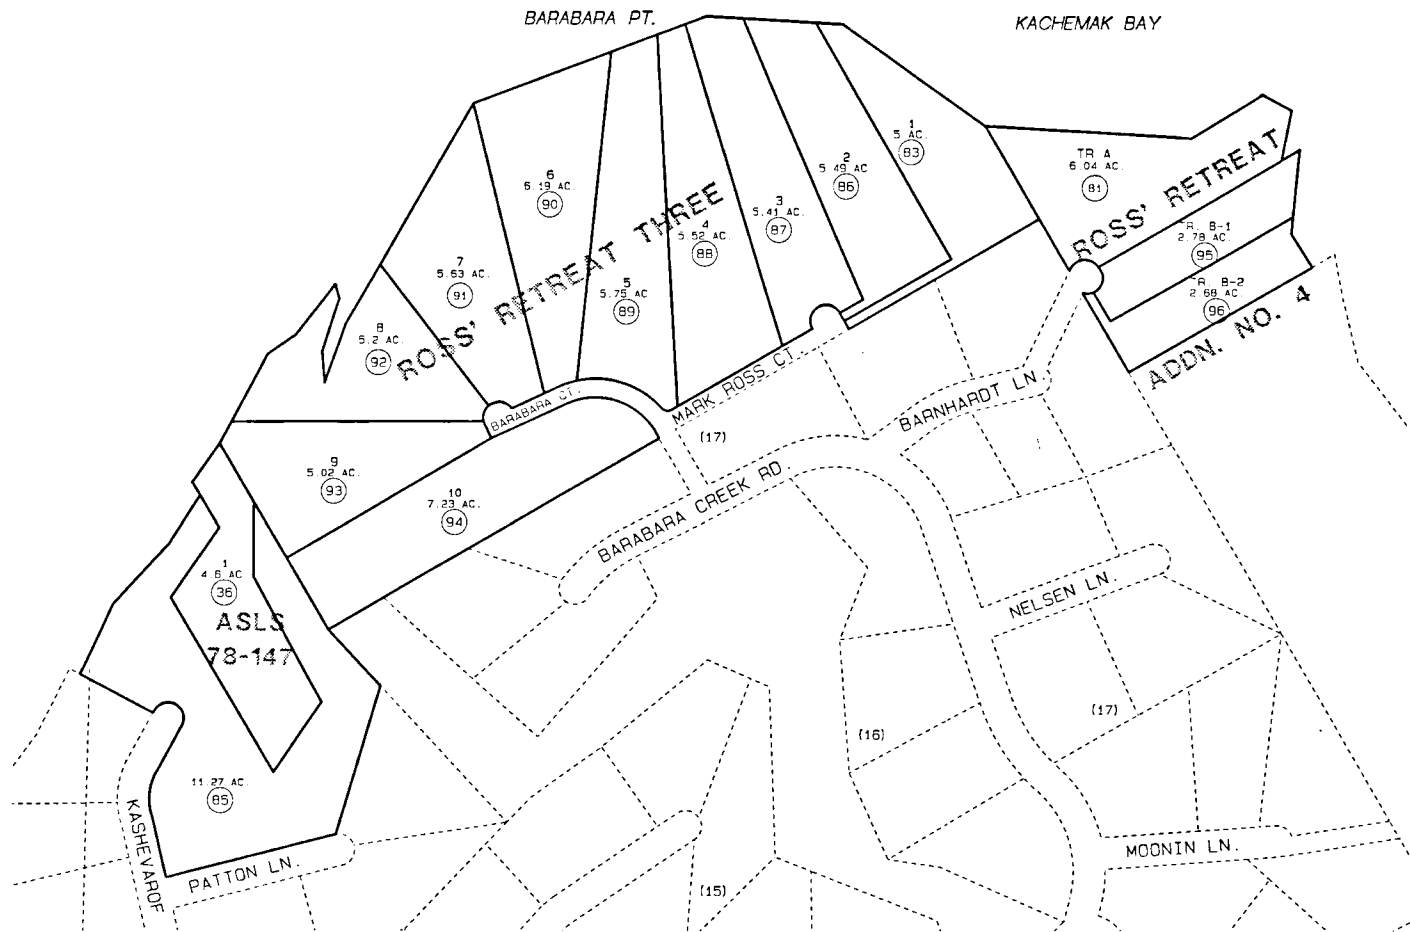 BARABARA PT.
KACHEMAK BAY
1
5 AC.
83
2
5.49 AC
86
3
5.41 AC.
87
4
5.52 AC.
88
5
5.75 AC
89
6
6.19 AC.
90
7
5.63 AC.
91
8
5.2 AC.
92
9
5.02 AC.
93
10
7.23 AC.
94
ROSS' RETREAT THREE
TR A
6.04 AC.
81
ROSS' RETREAT
TR. B-1
2.78 AC.
95
TR. B-2
2.68 AC.
96
ADDN. NO. 4
BARABARA CT.
MARK ROSS CT.
(17)
BARNHARDT LN.
BARABARA CREEK RD.
NELSEN LN.
1
4.6 AC
36
ASLS
78-147
(17)
(16)
11.27 AC.
85
KASHEVAROF
PATTON LN.
MOONIN LN.
(15)